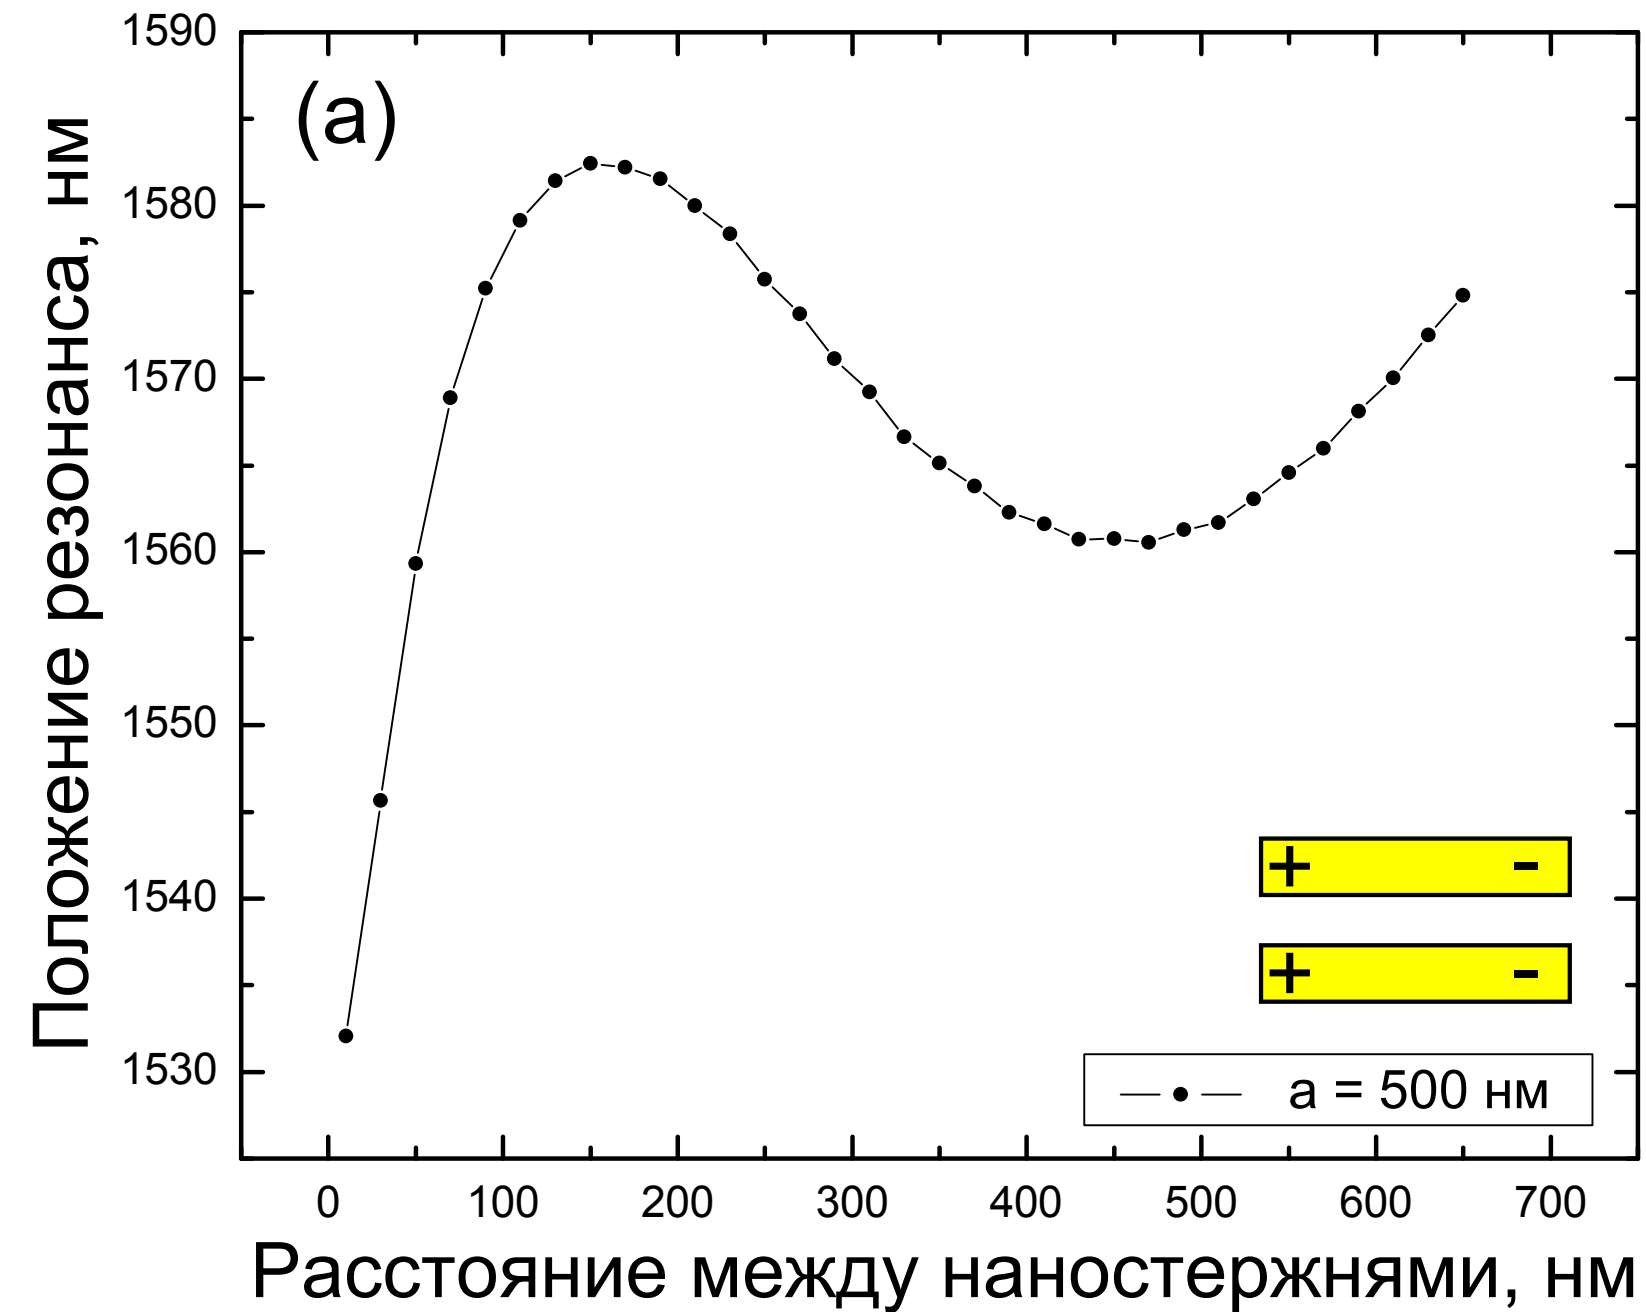 (а)
Положение резонанса, нм
1590
1580
1570
1560
1550
1540
1530
+ -
+ -
a = 500 нм
0 100 200 300 400 500 600 700
Расстояние между наностержнями, нм